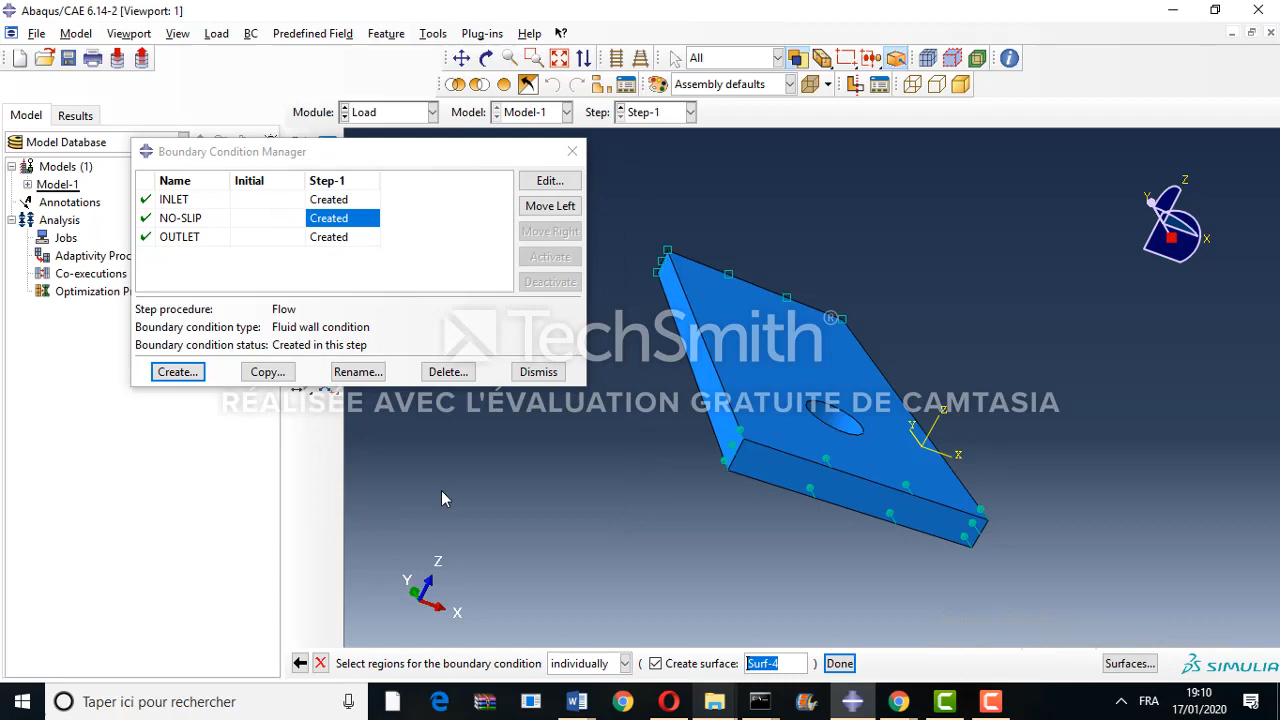 Abaqus/CAE 6.14-2 [Viewport: 1]
File Model Viewport View Load BC Predefined Field Feature Tools Plug-ins Help
All
Assembly defaults
Model Results
Module: Load Model: Model-1 Step: Step-1
Model Database
Models (1)
Model-1
Annotations
Analysis
Jobs
Adaptivity Proc
Co-executions
Optimization Pr
Boundary Condition Manager
Name Initial Step-1
INLET Created
NO-SLIP Created
OUTLET Created
Edit...
Move Left
Move Right
Activate
Deactivate
Step procedure: Flow
Boundary condition type: Fluid wall condition
Boundary condition status: Created in this step
Create... Copy... Rename... Delete... Dismiss
TechSmith®
RÉALISÉE AVEC L'ÉVALUATION GRATUITE DE CAMTASIA
Y Z X
Z Y X
Z Y X
Select regions for the boundary condition individually ( Create surface: Surf-4 ) Done Surfaces...
SIMULIA
Taper ici pour rechercher
FRA
19:10
17/01/2020